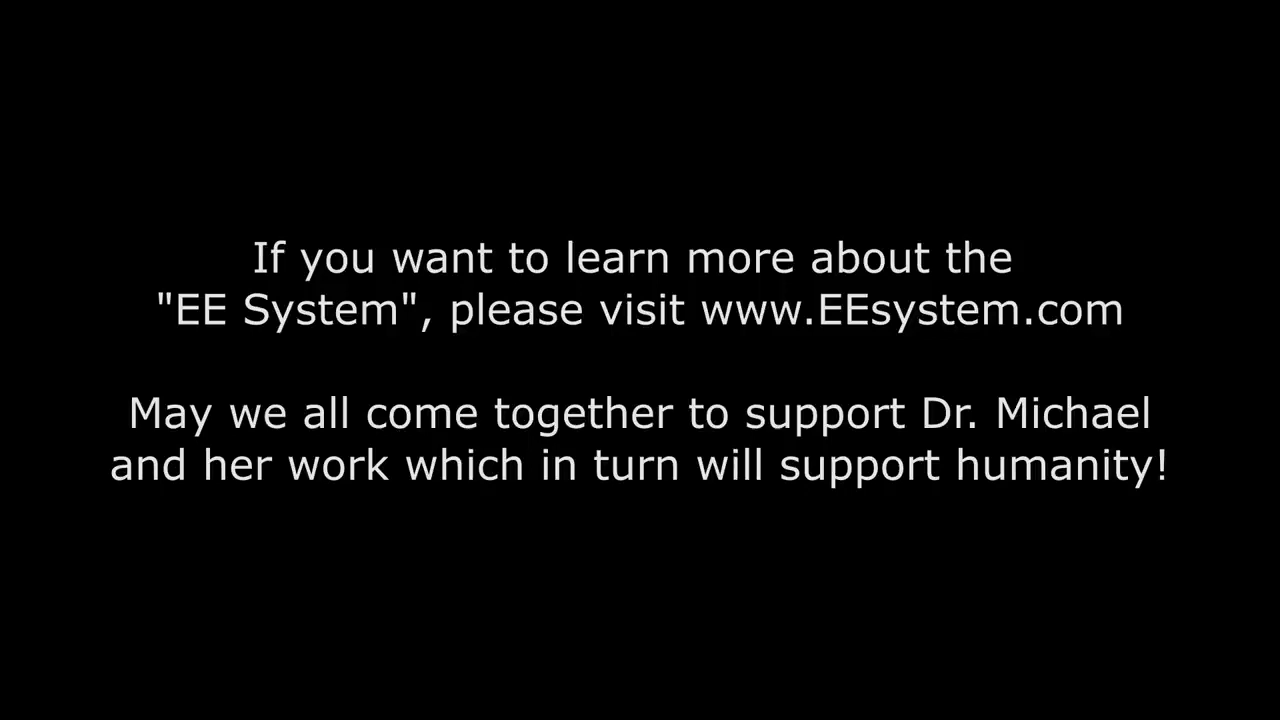 If you want to learn more about the
"EE System", please visit www.EEsystem.com
May we all come together to support Dr. Michael
and her work which in turn will support humanity!